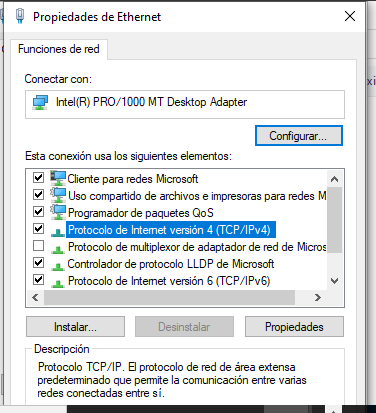 Propiedades de Ethernet
Funciones de red
Conectar con:
Intel(R) PRO/1000 MT Desktop Adapter
Configurar...
Esta conexión usa los siguientes elementos:
Cliente para redes Microsoft
Uso compartido de archivos e impresoras para redes M
Programador de paquetes QoS
Protocolo de Internet versión 4 (TCP/IPv4)
Protocolo de multiplexor de adaptador de red de Micros
Controlador de protocolo LLDP de Microsoft
Protocolo de Internet versión 6 (TCP/IPv6)
Instalar...
Desinstalar
Propiedades
Descripción
Protocolo TCP/IP. El protocolo de red de área extensa
predeterminado que permite la comunicación entre varias
redes conectadas entre sí.